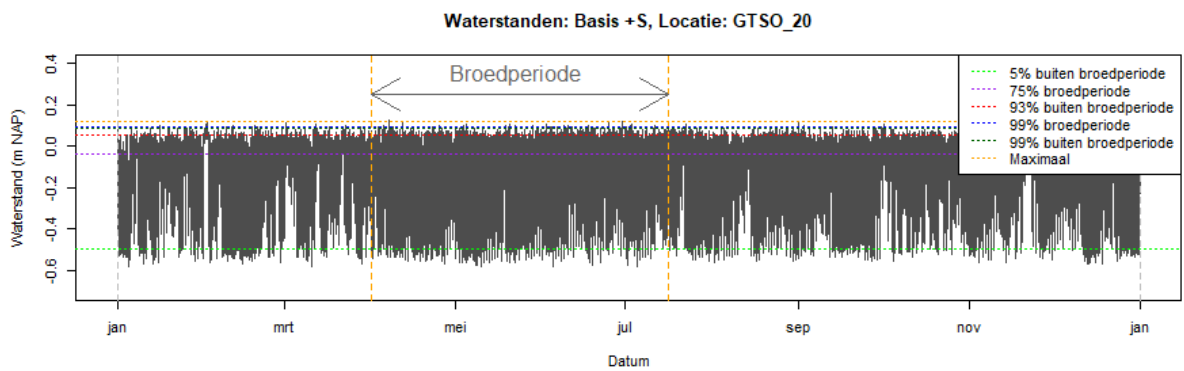 Waterstanden: Basis +S, Locatie: GTSO_20
Waterstand (m NAP)
0.4
0.2
0.0
-0.2
-0.4
-0.6
Broedperiode
5% buiten broedperiode
75% broedperiode
93% buiten broedperiode
99% broedperiode
99% buiten broedperiode
Maximaal
jan mrt mei jul sep nov jan
Datum